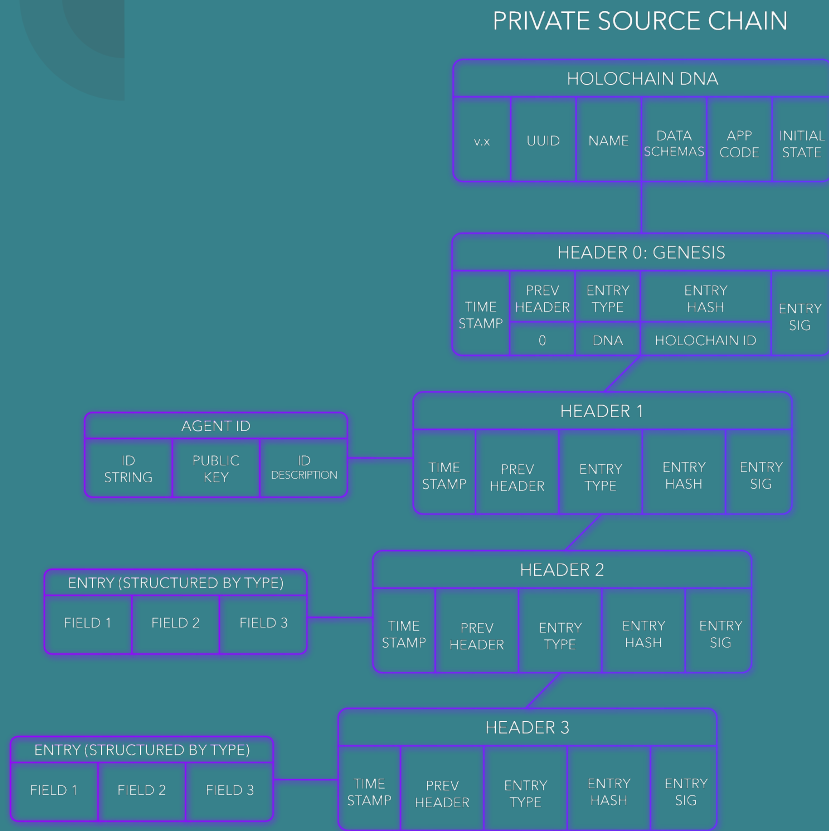 PRIVATE SOURCE CHAIN
HOLOCHAIN DNA
v.x
UUID
NAME
DATA
SCHEMAS
APP
CODE
INITIAL
STATE
HEADER 0: GENESIS
TIME
STAMP
PREV
HEADER
ENTRY
TYPE
ENTRY
HASH
ENTRY
SIG
0
DNA
HOLOCHAIN ID
AGENT ID
ID
STRING
PUBLIC
KEY
ID
DESCRIPTION
HEADER 1
TIME
STAMP
PREV
HEADER
ENTRY
TYPE
ENTRY
HASH
ENTRY
SIG
ENTRY (STRUCTURED BY TYPE)
FIELD 1
FIELD 2
FIELD 3
HEADER 2
TIME
STAMP
PREV
HEADER
ENTRY
TYPE
ENTRY
HASH
ENTRY
SIG
ENTRY (STRUCTURED BY TYPE)
FIELD 1
FIELD 2
FIELD 3
HEADER 3
TIME
STAMP
PREV
HEADER
ENTRY
TYPE
ENTRY
HASH
ENTRY
SIG